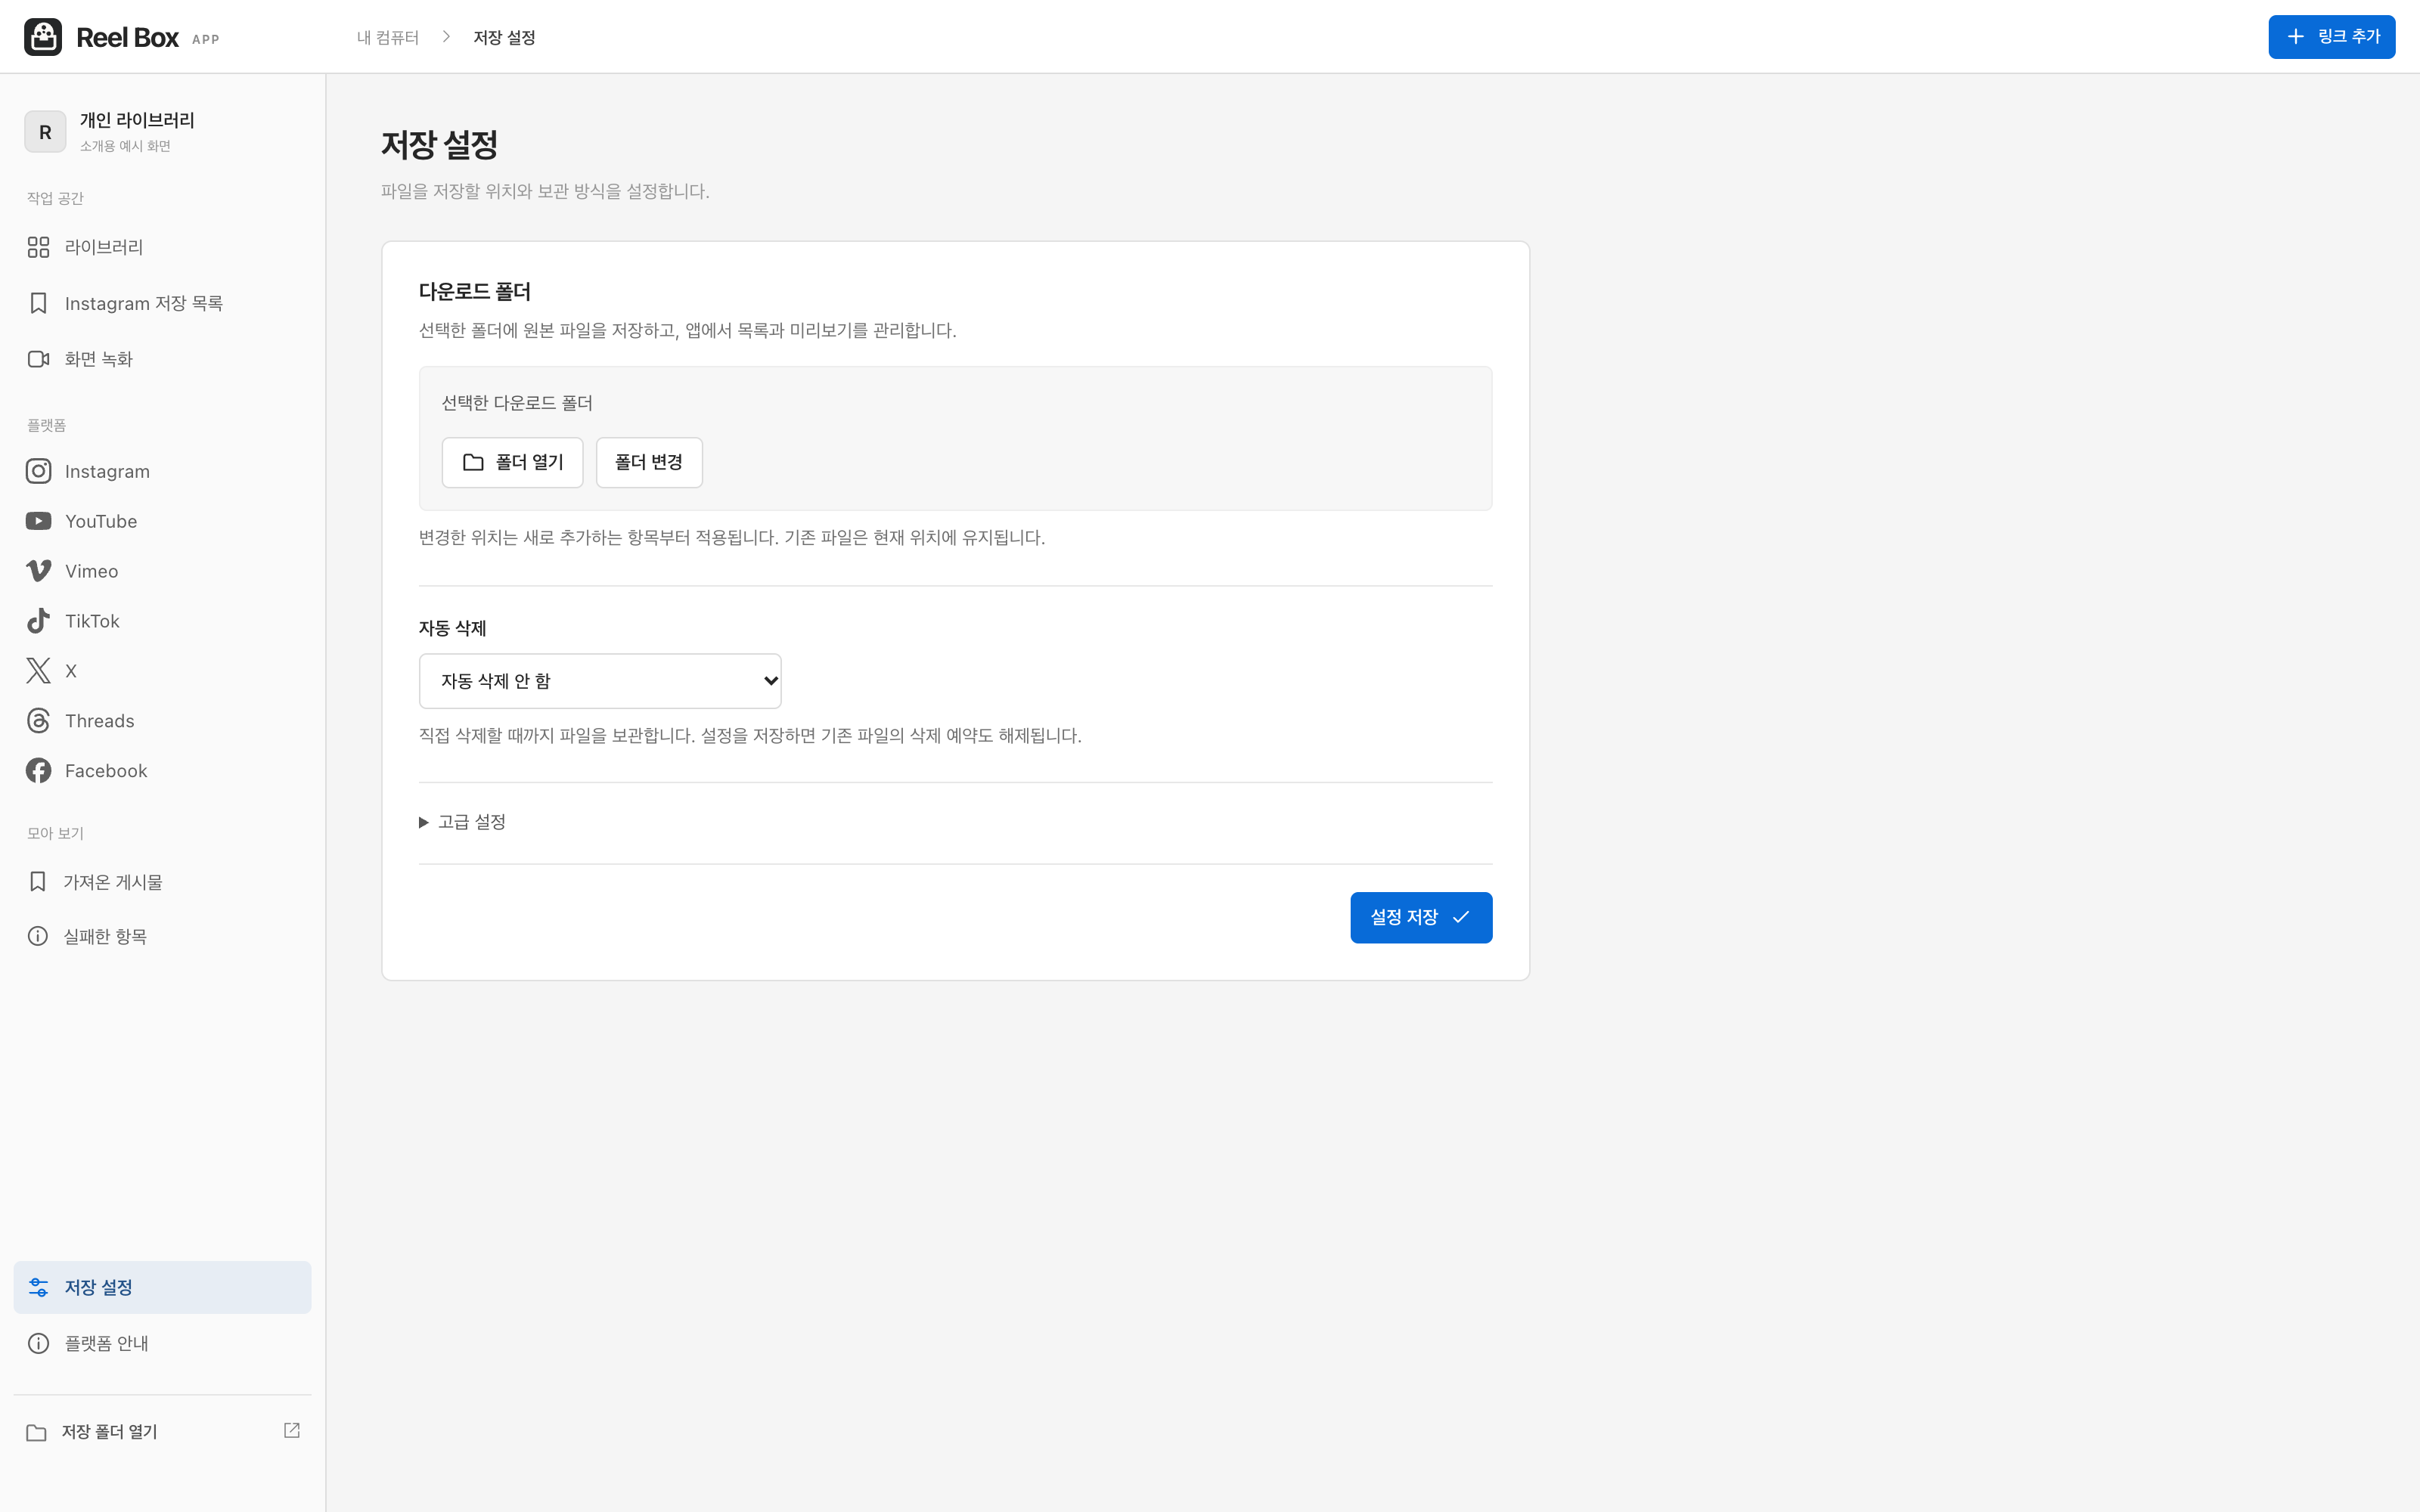 Reel Box APP
내 컴퓨터 > 저장 설정
+ 링크 추가
R
개인 라이브러리
소개용 예시 화면
작업 공간
라이브러리
Instagram 저장 목록
화면 녹화
플랫폼
Instagram
YouTube
Vimeo
TikTok
X
Threads
Facebook
모아 보기
가져온 게시물
실패한 항목
저장 설정
플랫폼 안내
저장 폴더 열기
저장 설정
파일을 저장할 위치와 보관 방식을 설정합니다.
다운로드 폴더
선택한 폴더에 원본 파일을 저장하고, 앱에서 목록과 미리보기를 관리합니다.
선택한 다운로드 폴더
폴더 열기
폴더 변경
변경한 위치는 새로 추가하는 항목부터 적용됩니다. 기존 파일은 현재 위치에 유지됩니다.
자동 삭제
자동 삭제 안 함
직접 삭제할 때까지 파일을 보관합니다. 설정을 저장하면 기존 파일의 삭제 예약도 해제됩니다.
고급 설정
설정 저장